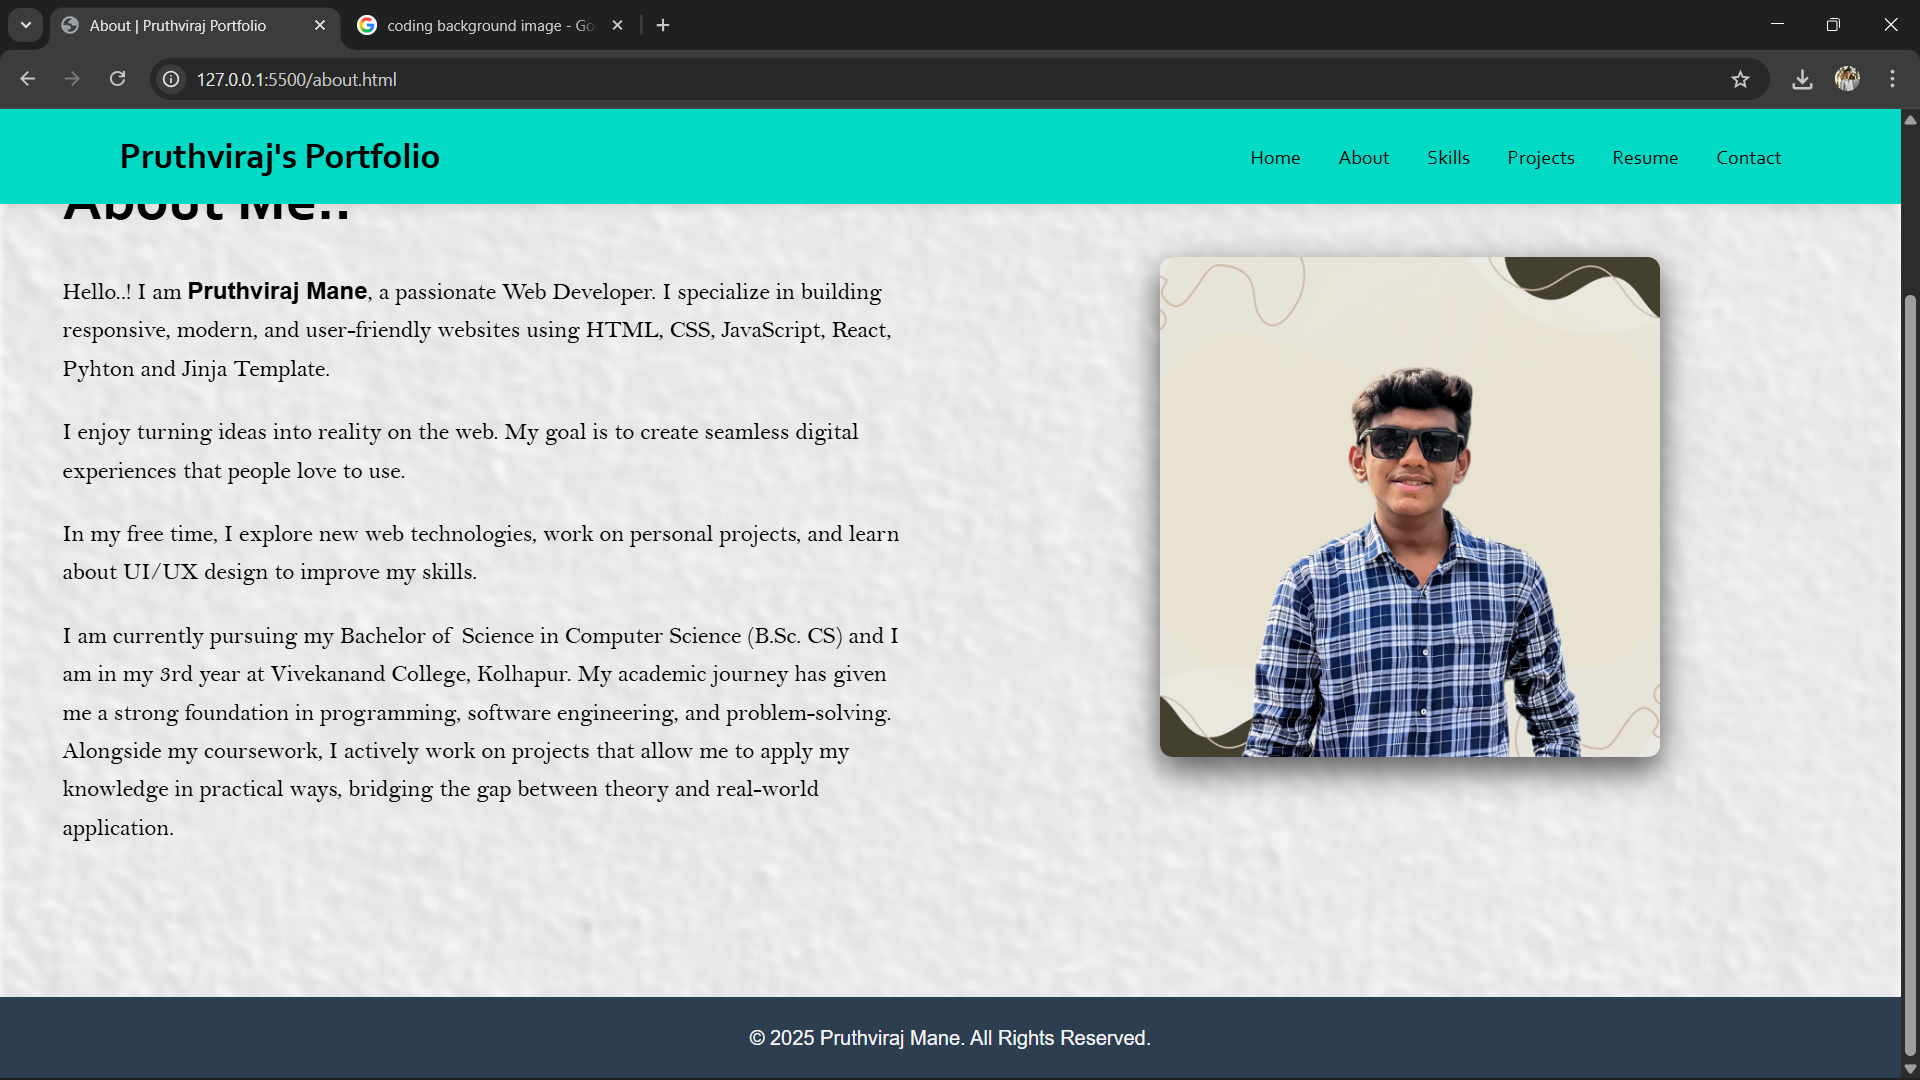 About | Pruthviraj Portfolio
coding background image - Go
127.0.0.1:5500/about.html
Pruthviraj's Portfolio
Home About Skills Projects Resume Contact
About Me..
Hello..! I am Pruthviraj Mane, a passionate Web Developer. I specialize in building
responsive, modern, and user-friendly websites using HTML, CSS, JavaScript, React,
Pyhton and Jinja Template.
I enjoy turning ideas into reality on the web. My goal is to create seamless digital
experiences that people love to use.
In my free time, I explore new web technologies, work on personal projects, and learn
about UI/UX design to improve my skills.
I am currently pursuing my Bachelor of Science in Computer Science (B.Sc. CS) and I
am in my 3rd year at Vivekanand College, Kolhapur. My academic journey has given
me a strong foundation in programming, software engineering, and problem-solving.
Alongside my coursework, I actively work on projects that allow me to apply my
knowledge in practical ways, bridging the gap between theory and real-world
application.
© 2025 Pruthviraj Mane. All Rights Reserved.